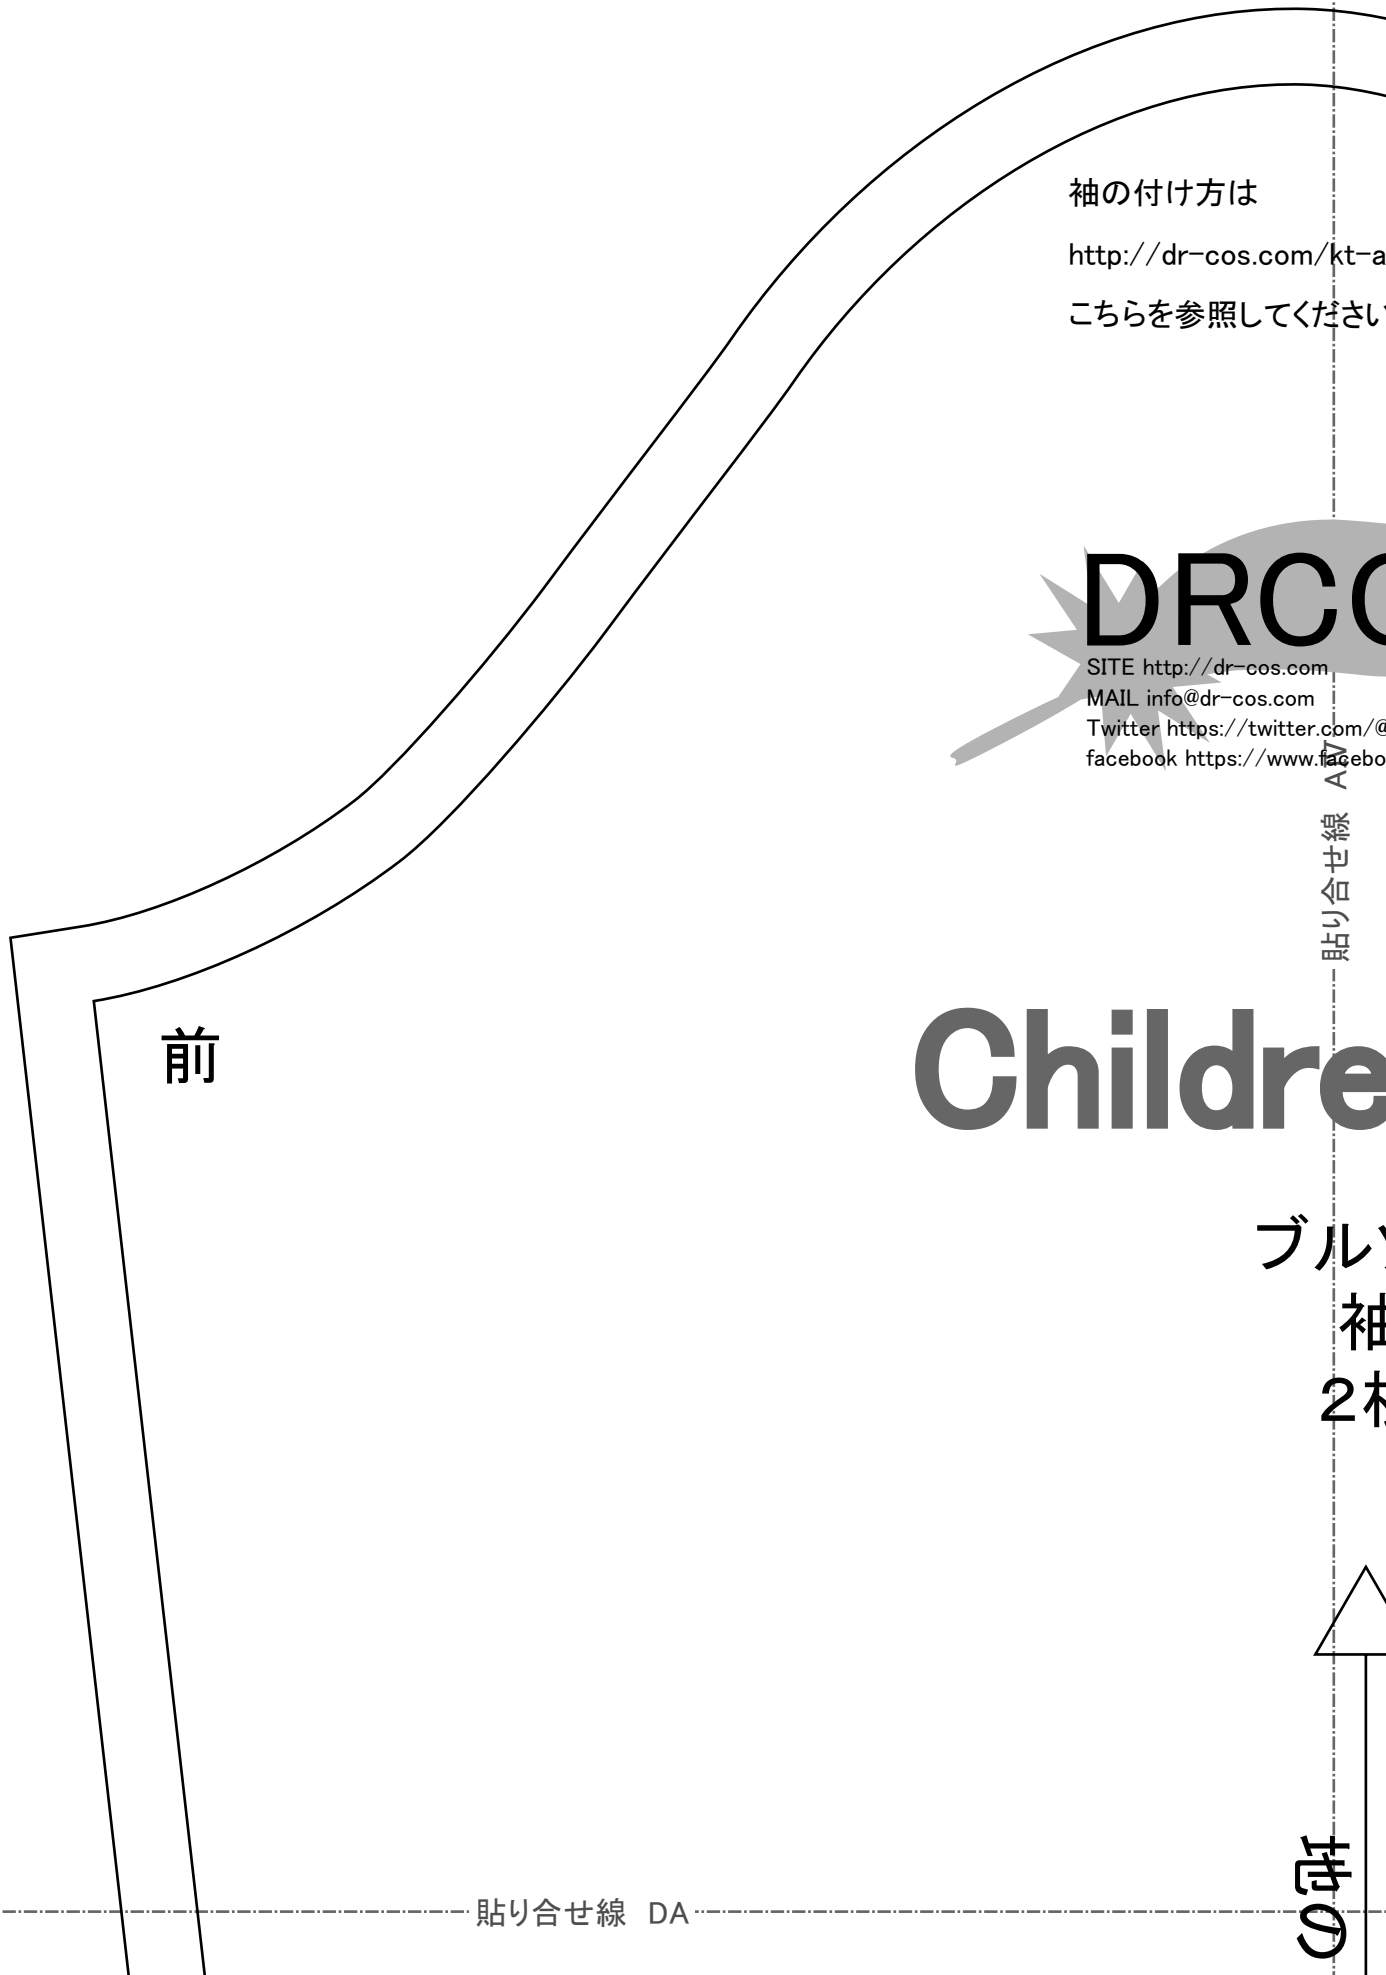 袖の付け方は
http://dr-cos.com/kt-a
こちらを参照してください
DRCO
SITE http://dr-cos.com
MAIL info@dr-cos.com
Twitter https://twitter.com/@
facebook https://www.facebo
貼り合せ線 AIV
前
Childre
ブルゾ
袖
2枚
地の
貼り合せ線 DA